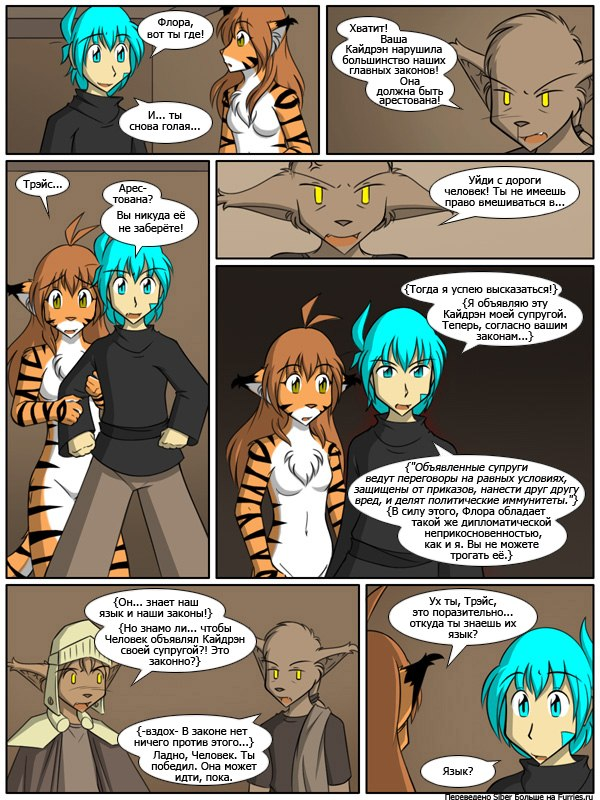 Флора,
вот ты где!
И... ты
снова голая...
Хватит!
Ваша
Кайдрэн нарушила
большинство наших
главных законов!
Она
должна быть
арестована!
Трэйс...
Арес-
тована?
Вы никуда её
не заберёте!
Уйди с дороги
человек! Ты не имеешь
право вмешиваться в...
{Тогда я успею высказаться!}
{Я объявляю эту
Кайдрэн моей супругой.
Теперь, согласно вашим
законам...}
{"Объявленные супруги
ведут переговоры на равных условиях,
защищены от приказов, нанести друг другу
вред, и делят политические иммунитеты."}
{В силу этого, Флора обладает
такой же дипломатической
неприкосновенностью,
как и я. Вы не можете
трогать её.}
{Он... знает наш
язык и наши законы!}
{Но знамо ли... чтобы
Человек объявлял Кайдрэн
своей супругой?! Это
законно?}
{-вздох- В законе нет
ничего против этого...}
Ладно, Человек. Ты
победил. Она может
идти, пока.
Ух ты, Трэйс,
это поразительно...
откуда ты знаешь их
язык?
Язык?
Переведено Siber Больше на Furries.ru